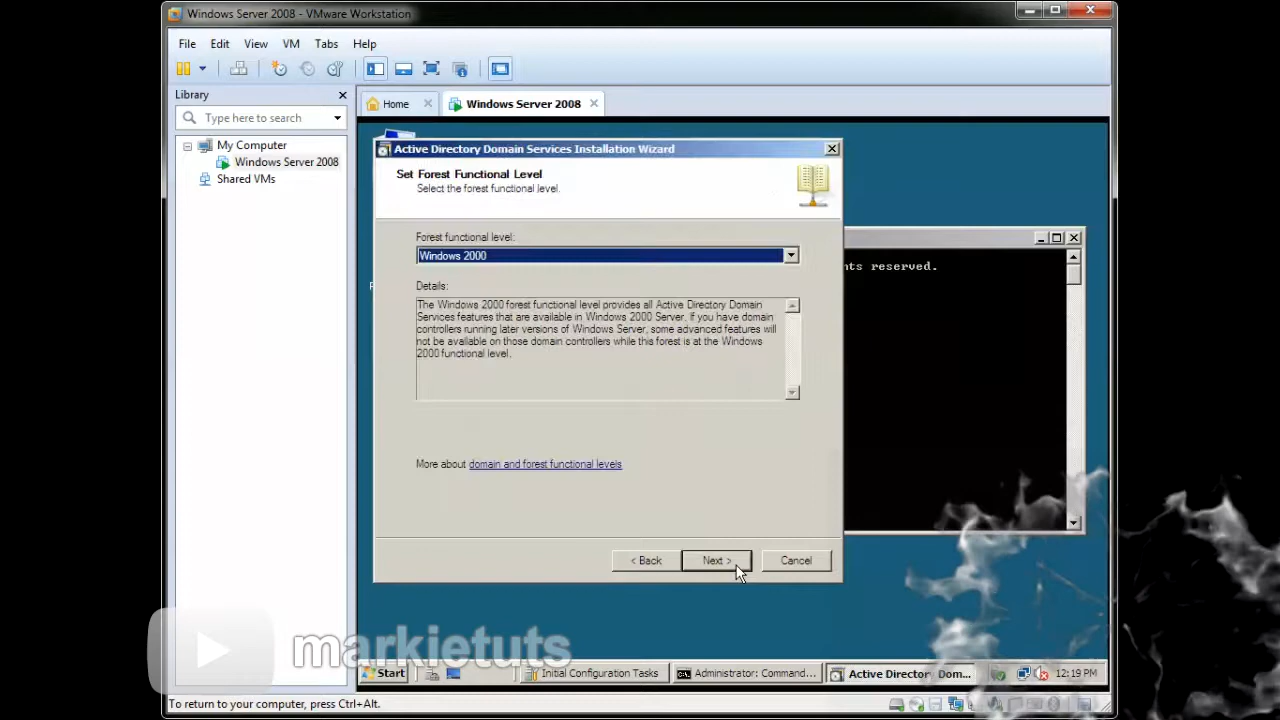 Windows Server 2008 - VMware Workstation
File Edit View VM Tabs Help
Library
Type here to search
My Computer
Windows Server 2008
Shared VMs
Home
Windows Server 2008
Active Directory Domain Services Installation Wizard
Set Forest Functional Level
Select the forest functional level.
Forest functional level:
Windows 2000
Details:
The Windows 2000 forest functional level provides all Active Directory Domain
Services features that are available in Windows 2000 Server. If you have domain
controllers running later versions of Windows Server, some advanced features will
not be available on those domain controllers while this forest is at the Windows
2000 functional level.
More about domain and forest functional levels
< Back Next > Cancel
hts reserved.
markietuts
Start Initial Configuration Tasks Administrator: Command... Active Director Dom... 12:19 PM
To return to your computer, press Ctrl+Alt.